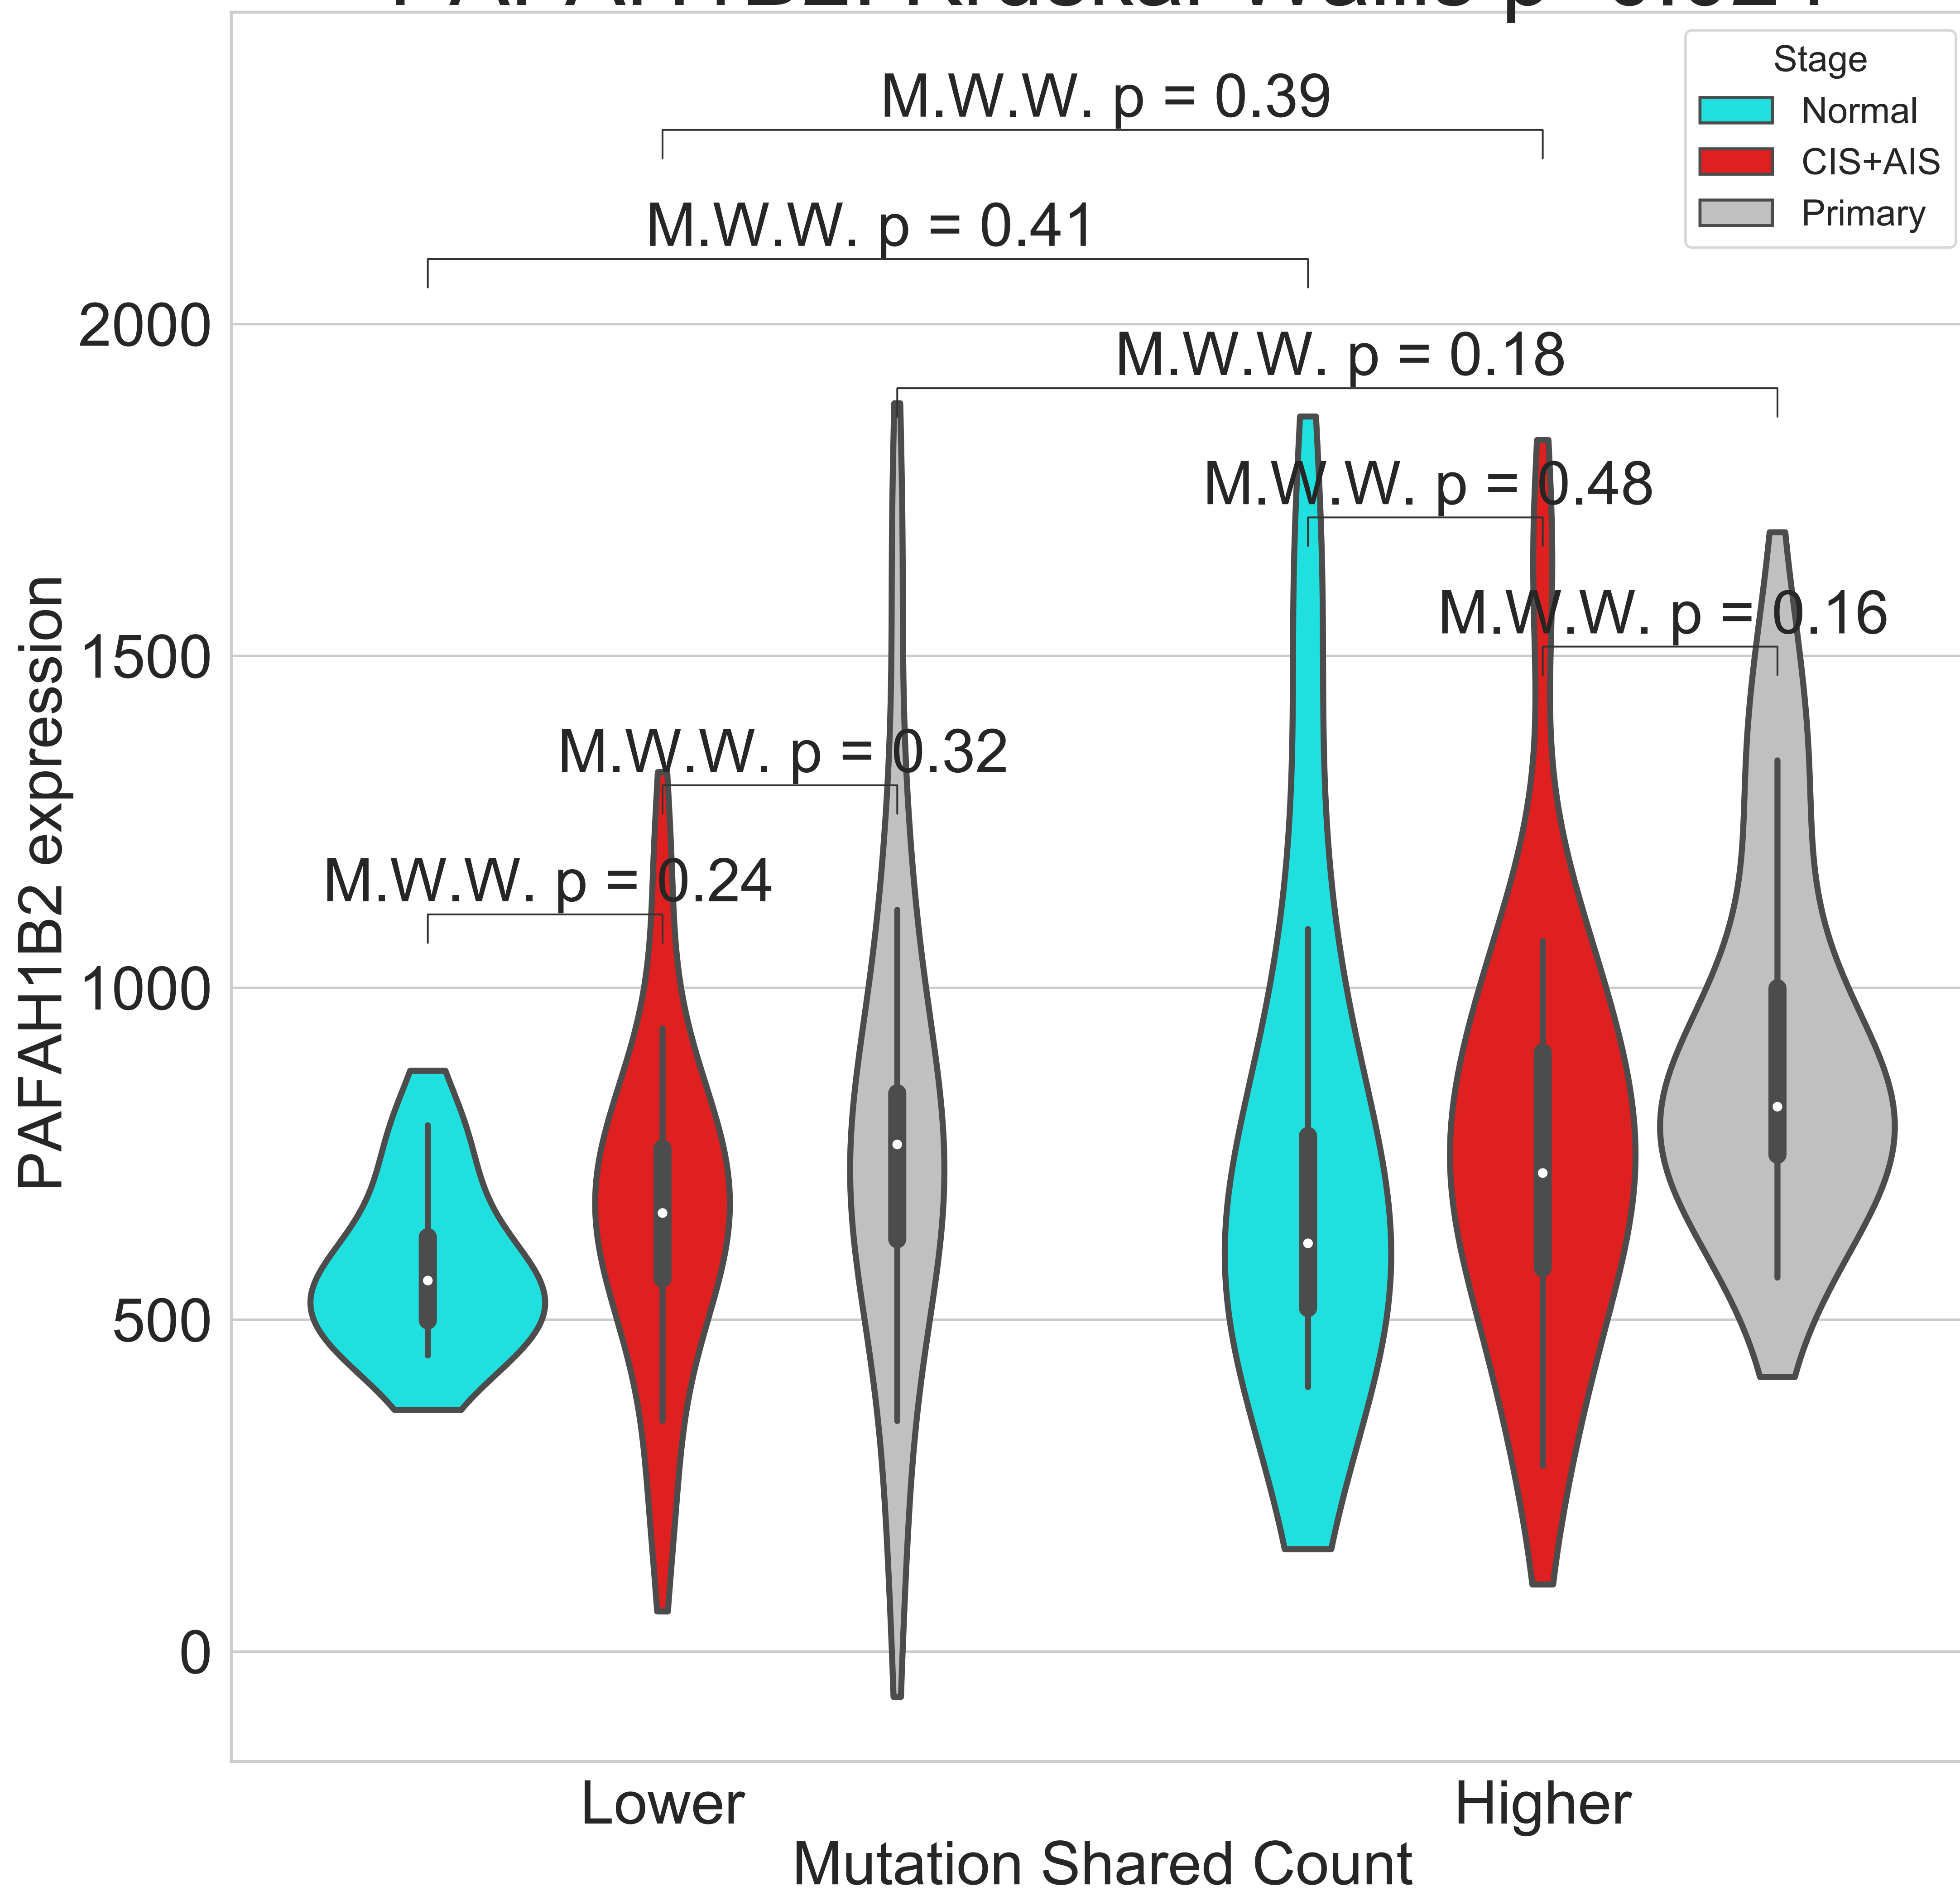 Stage
Normal
CIS+AIS
Primary
M.W.W. p = 0.39
M.W.W. p = 0.41
M.W.W. p = 0.18
M.W.W. p = 0.48
M.W.W. p = 0.16
M.W.W. p = 0.32
M.W.W. p = 0.24
2000
1500
1000
500
0
PAFAH1B2 expression
Lower
Higher
Mutation Shared Count